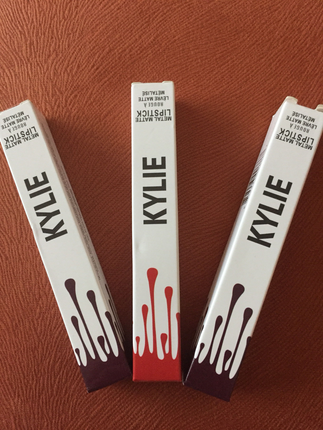 METAL MATTE
LIPSTICK
ROUGE À
LÈVRE MATTE
MÉTALISÉ
KYLIE
METAL MATTE
LIPSTICK
ROUGE À
LÈVRE MATTE
MÉTALISÉ
KYLIE
METAL MATTE
LIPSTICK
ROUGE À
LÈVRE MATTE
MÉTALISÉ
KYLIE